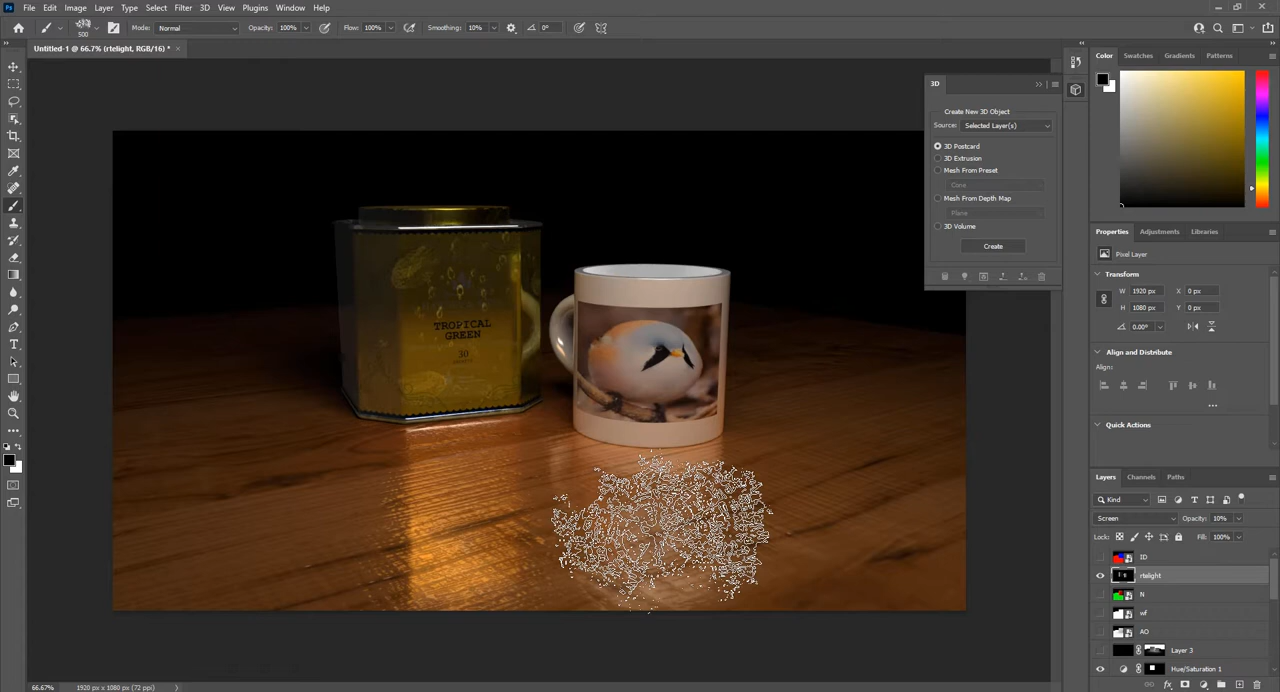 File Edit Image Layer Type Select Filter 3D View Plugins Window Help
500 Mode: Normal Opacity: 100% Flow: 100% Smoothing: 10% 0°
Untitled-1 @ 66.7% (rtelight, RGB/16) * ×
3D
Create New 3D Object
Source: Selected Layer(s)
3D Postcard
3D Extrusion
Mesh From Preset
Cone
Mesh From Depth Map
Plane
3D Volume
Create
TROPICAL
GREEN
30
Color Swatches Gradients Patterns
Properties Adjustments Libraries
Pixel Layer
Transform
W 1920 px X 0 px
H 1080 px Y 0 px
0.00°
Align and Distribute
Align:
Quick Actions
Layers Channels Paths
Kind
Screen Opacity: 10%
Lock: Fill: 100%
ID
rtelight
N
wf
AO
Layer 3
Hue/Saturation 1
66.67% 1920 px x 1080 px (72 ppi)